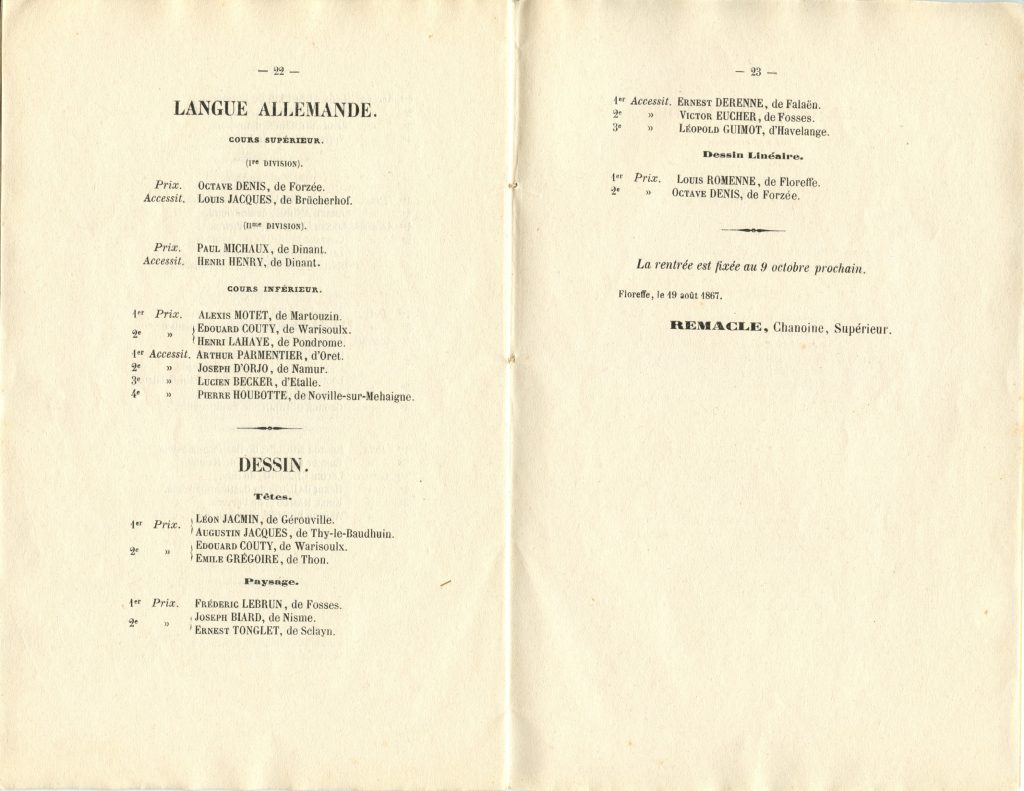 — 22 —
LANGUE ALLEMANDE.
COURS SUPÉRIEUR.
(Ire DIVISION).
Prix. OCTAVE DENIS, de Forzée.
Accessit. LOUIS JACQUES, de Brücherhof.
(IIme DIVISION).
Prix. PAUL MICHAUX, de Dinant.
Accessit. HENRI HENRY, de Dinant.
COURS INFÉRIEUR.
1er Prix. ALEXIS MOTET, de Martouzin.
2e » EDOUARD COUTY, de Warisoulx.
HENRI LAHAYE, de Pondrome.
1er Accessit. ARTHUR PARMENTIER, d'Oret.
2e » JOSEPH D'ORJO, de Namur.
3e » LUCIEN BECKER, d'Etalle.
4e » PIERRE HOUBOTTE, de Noville-sur-Mehaigne.
DESSIN.
Têtes.
1er Prix. LÉON JACMIN, de Gérouville.
AUGUSTIN JACQUES, de Thy-le-Baudhuin.
2e » EDOUARD COUTY, de Warisoulx.
EMILE GRÉGOIRE, de Thon.
Paysage.
1er Prix. FRÉDERIC LEBRUN, de Fosses.
2e » JOSEPH BIARD, de Nisme.
ERNEST TONGLET, de Sclayn.
— 23 —
1er Accessit. ERNEST DERENNE, de Falaën.
2e » VICTOR EUCHER, de Fosses.
3e » LÉOPOLD GUIMOT, d'Havelange.
Dessin Linéaire.
1er Prix. LOUIS ROMENNE, de Floreffe.
2e » OCTAVE DENIS, de Forzée.
La rentrée est fixée au 9 octobre prochain.
Floreffe, le 19 août 1867.
REMACLE, Chanoine, Supérieur.